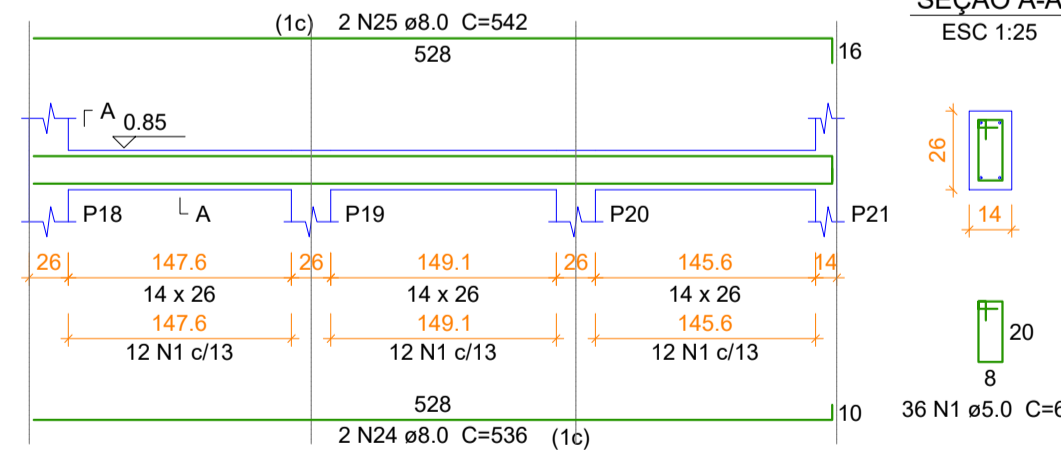 (1c) 2 N25 ø8.0 C=542
SEÇÃO A-A
528
16
ESC 1:25
A 0.85
26
P18
A
P19
P20
P21
14
26 147.6 26 149.1 26 145.6 14
14 x 26 14 x 26 14 x 26
147.6 149.1 145.6
12 N1 c/13 12 N1 c/13 12 N1 c/13
20
8
528
10
36 N1 ø5.0
2 N24 ø8.0 C=536 (1c)